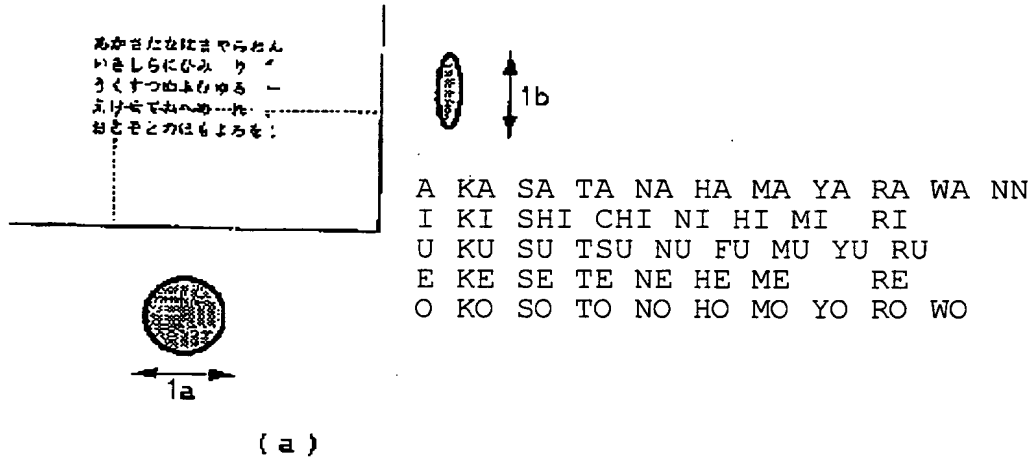 あかさたなはまやらわん
いきしちにひみ り
うくすつぬふむゆる ー
えけせてねへめ れ
おこそとのほもよろを
1b
A KA SA TA NA HA MA YA RA WA NN
I KI SHI CHI NI HI MI RI
U KU SU TSU NU FU MU YU RU
E KE SE TE NE HE ME RE
O KO SO TO NO HO MO YO RO WO
1a
(a)